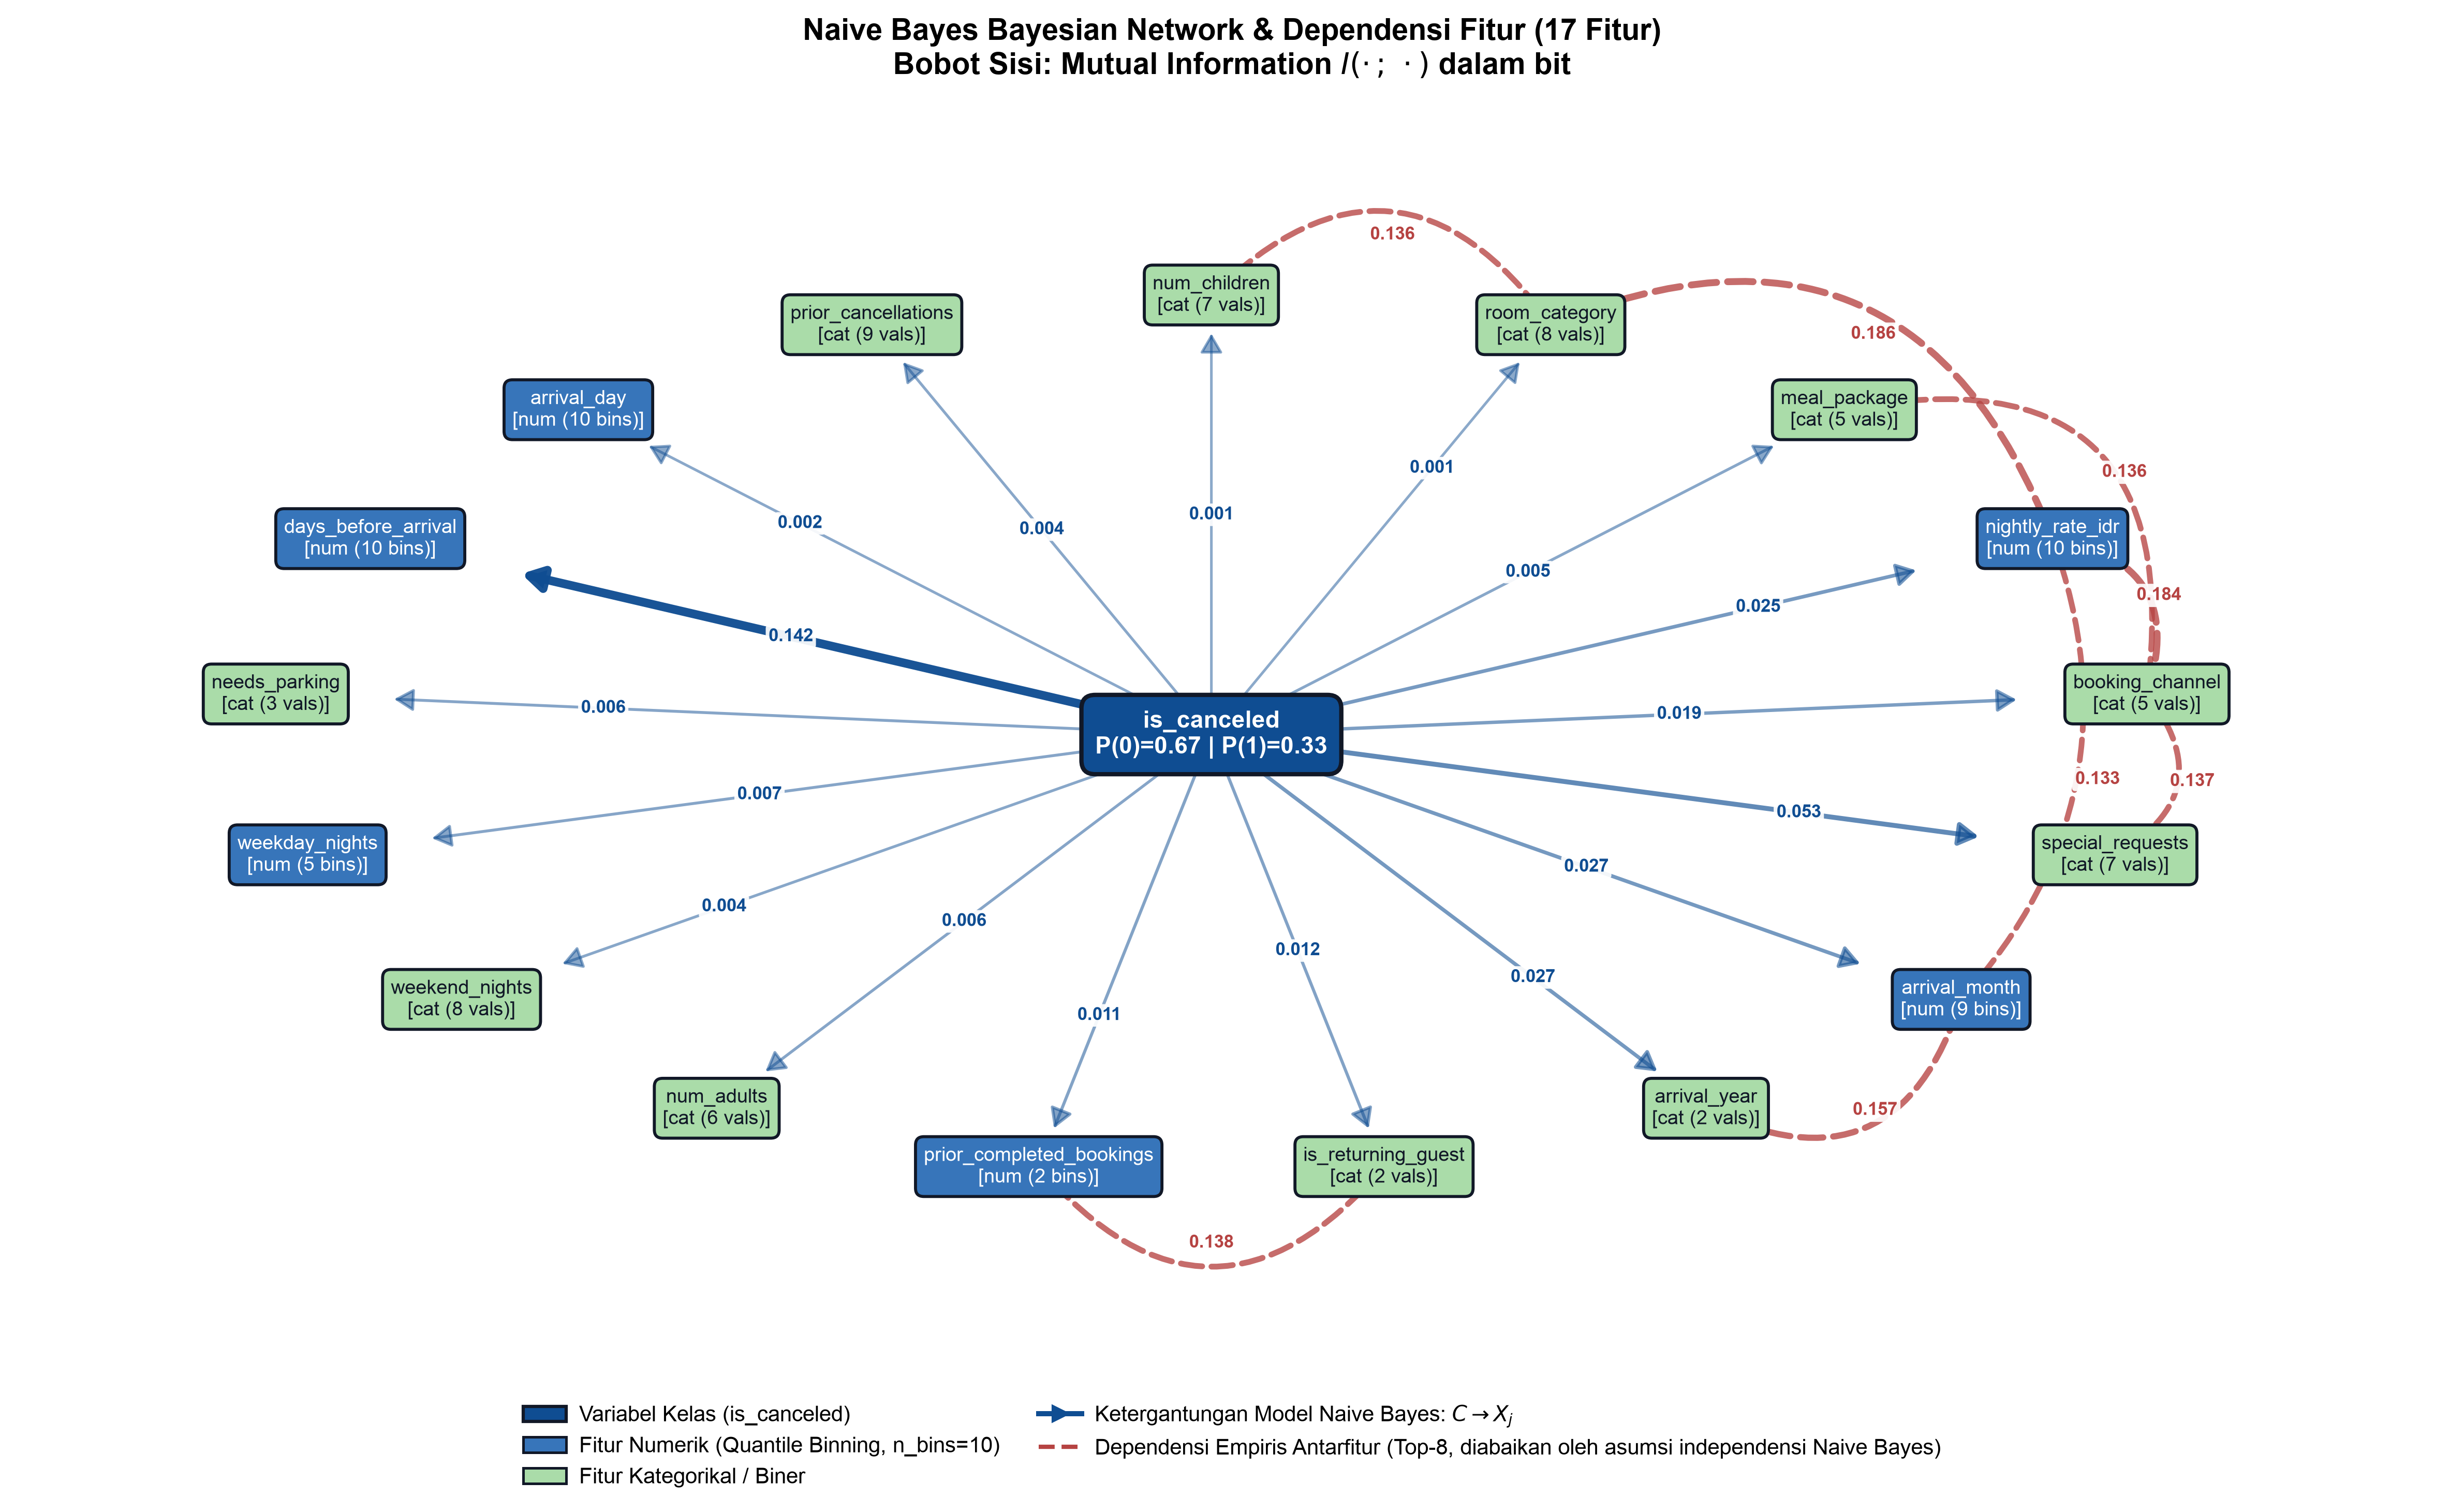 Naive Bayes Bayesian Network & Dependensi Fitur (17 Fitur)
Bobot Sisi: Mutual Information I(· ; ·) dalam bit
0.136
num_children
[cat (7 vals)]
prior_cancellations
[cat (9 vals)]
room_category
[cat (8 vals)]
0.186
arrival_day
[num (10 bins)]
meal_package
[cat (5 vals)]
0.001
0.136
0.001
0.002
0.004
days_before_arrival
[num (10 bins)]
nightly_rate_idr
[num (10 bins)]
0.005
0.184
0.025
0.142
needs_parking
[cat (3 vals)]
booking_channel
[cat (5 vals)]
0.006
0.019
is_canceled
P(0)=0.67 | P(1)=0.33
0.133
0.137
0.007
0.053
weekday_nights
[num (5 bins)]
special_requests
[cat (7 vals)]
0.027
0.004
0.006
0.012
0.027
weekend_nights
[cat (8 vals)]
arrival_month
[num (9 bins)]
0.011
num_adults
[cat (6 vals)]
arrival_year
[cat (2 vals)]
0.157
prior_completed_bookings
[num (2 bins)]
is_returning_guest
[cat (2 vals)]
0.138
Variabel Kelas (is_canceled)
Fitur Numerik (Quantile Binning, n_bins=10)
Fitur Kategorikal / Biner
Ketergantungan Model Naive Bayes: C → Xj
Dependensi Empiris Antarfitur (Top-8, diabaikan oleh asumsi independensi Naive Bayes)